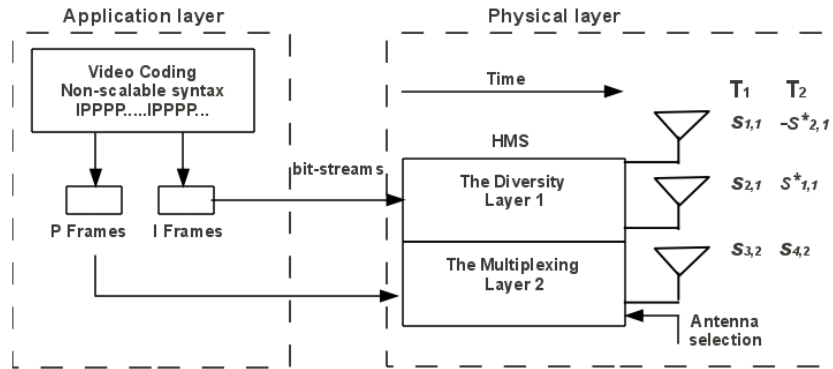 Application layer
Physical layer
Video Coding
Non-scalable syntax
IPPPP.....IPPPP...
P Frames
I Frames
bit-streams
Time
HMS
The Diversity
Layer 1
The Multiplexing
Layer 2
T1 T2
S1,1 -S*2,1
S2,1 S*1,1
S3,2 S4,2
Antenna
selection